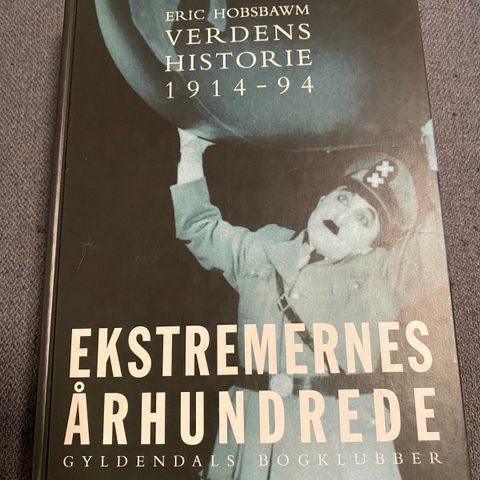 ERIC HOBSBAWM
VERDENS
HISTORIE
1914-94
EKSTREMERNES
ÅRHUNDREDE
GYLDENDALS BOGKLUBBER